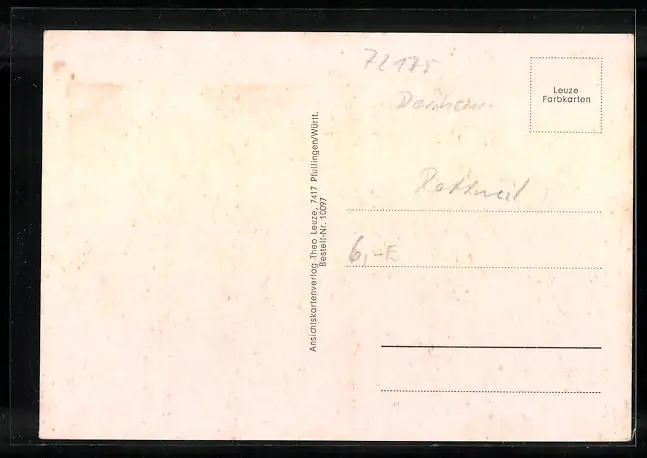 72175
Dornhan
Leuze
Farbkarten
Rottweil
6,-E
Ansichtskartenverlag Theo Leuze, 7417 Pfullingen/Württ.
Bestell-Nr. 10097